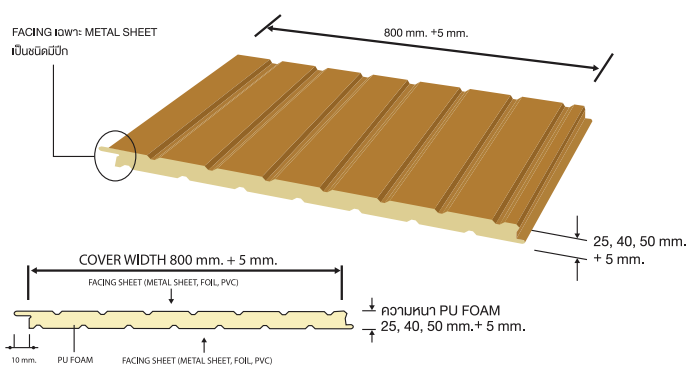 FACING เฉพาะ METAL SHEET
เป็นชนิดมีปีก
800 mm. +5 mm.
25, 40, 50 mm.
+ 5 mm.
COVER WIDTH 800 mm. + 5 mm.
FACING SHEET (METAL SHEET, FOIL, PVC)
ความหนา PU FOAM
25, 40, 50 mm.+ 5 mm.
10 mm.
PU FOAM
FACING SHEET (METAL SHEET, FOIL, PVC)